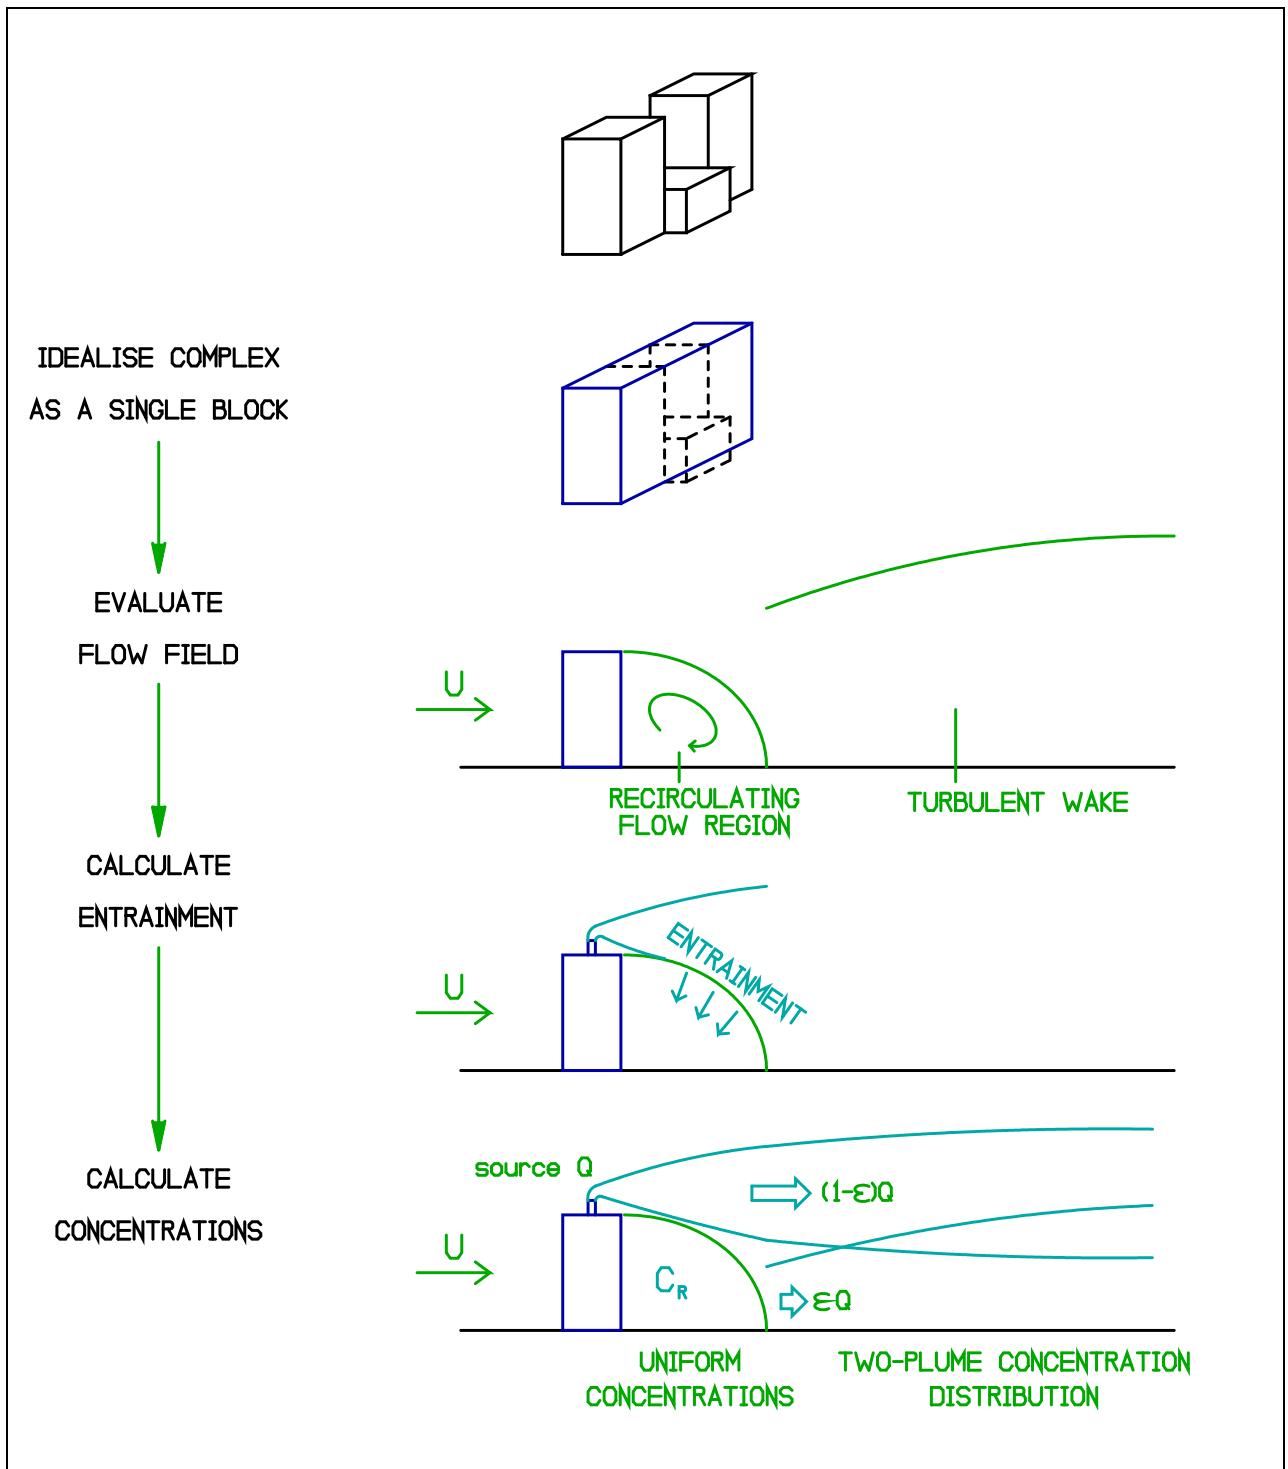 IDEALISE COMPLEX
AS A SINGLE BLOCK
EVALUATE
FLOW FIELD
U
RECIRCULATING
FLOW REGION
TURBULENT WAKE
CALCULATE
ENTRAINMENT
ENTRAINMENT
U
CALCULATE
CONCENTRATIONS
source Q
(1-ε)Q
U
CR
εQ
UNIFORM
CONCENTRATIONS
TWO-PLUME CONCENTRATION
DISTRIBUTION